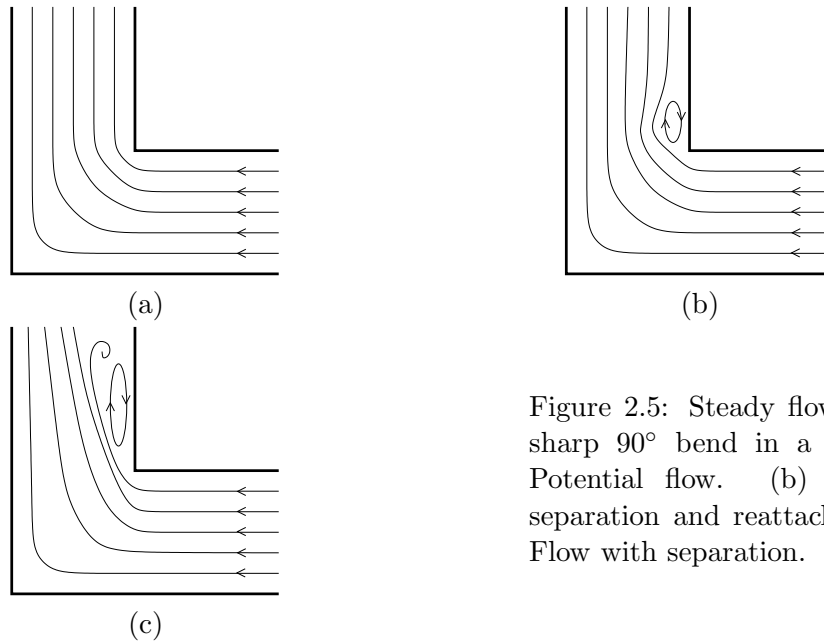 (a)
(b)
(c)
Figure 2.5: Steady flow
sharp 90° bend in a
Potential flow. (b)
separation and reattach
Flow with separation.